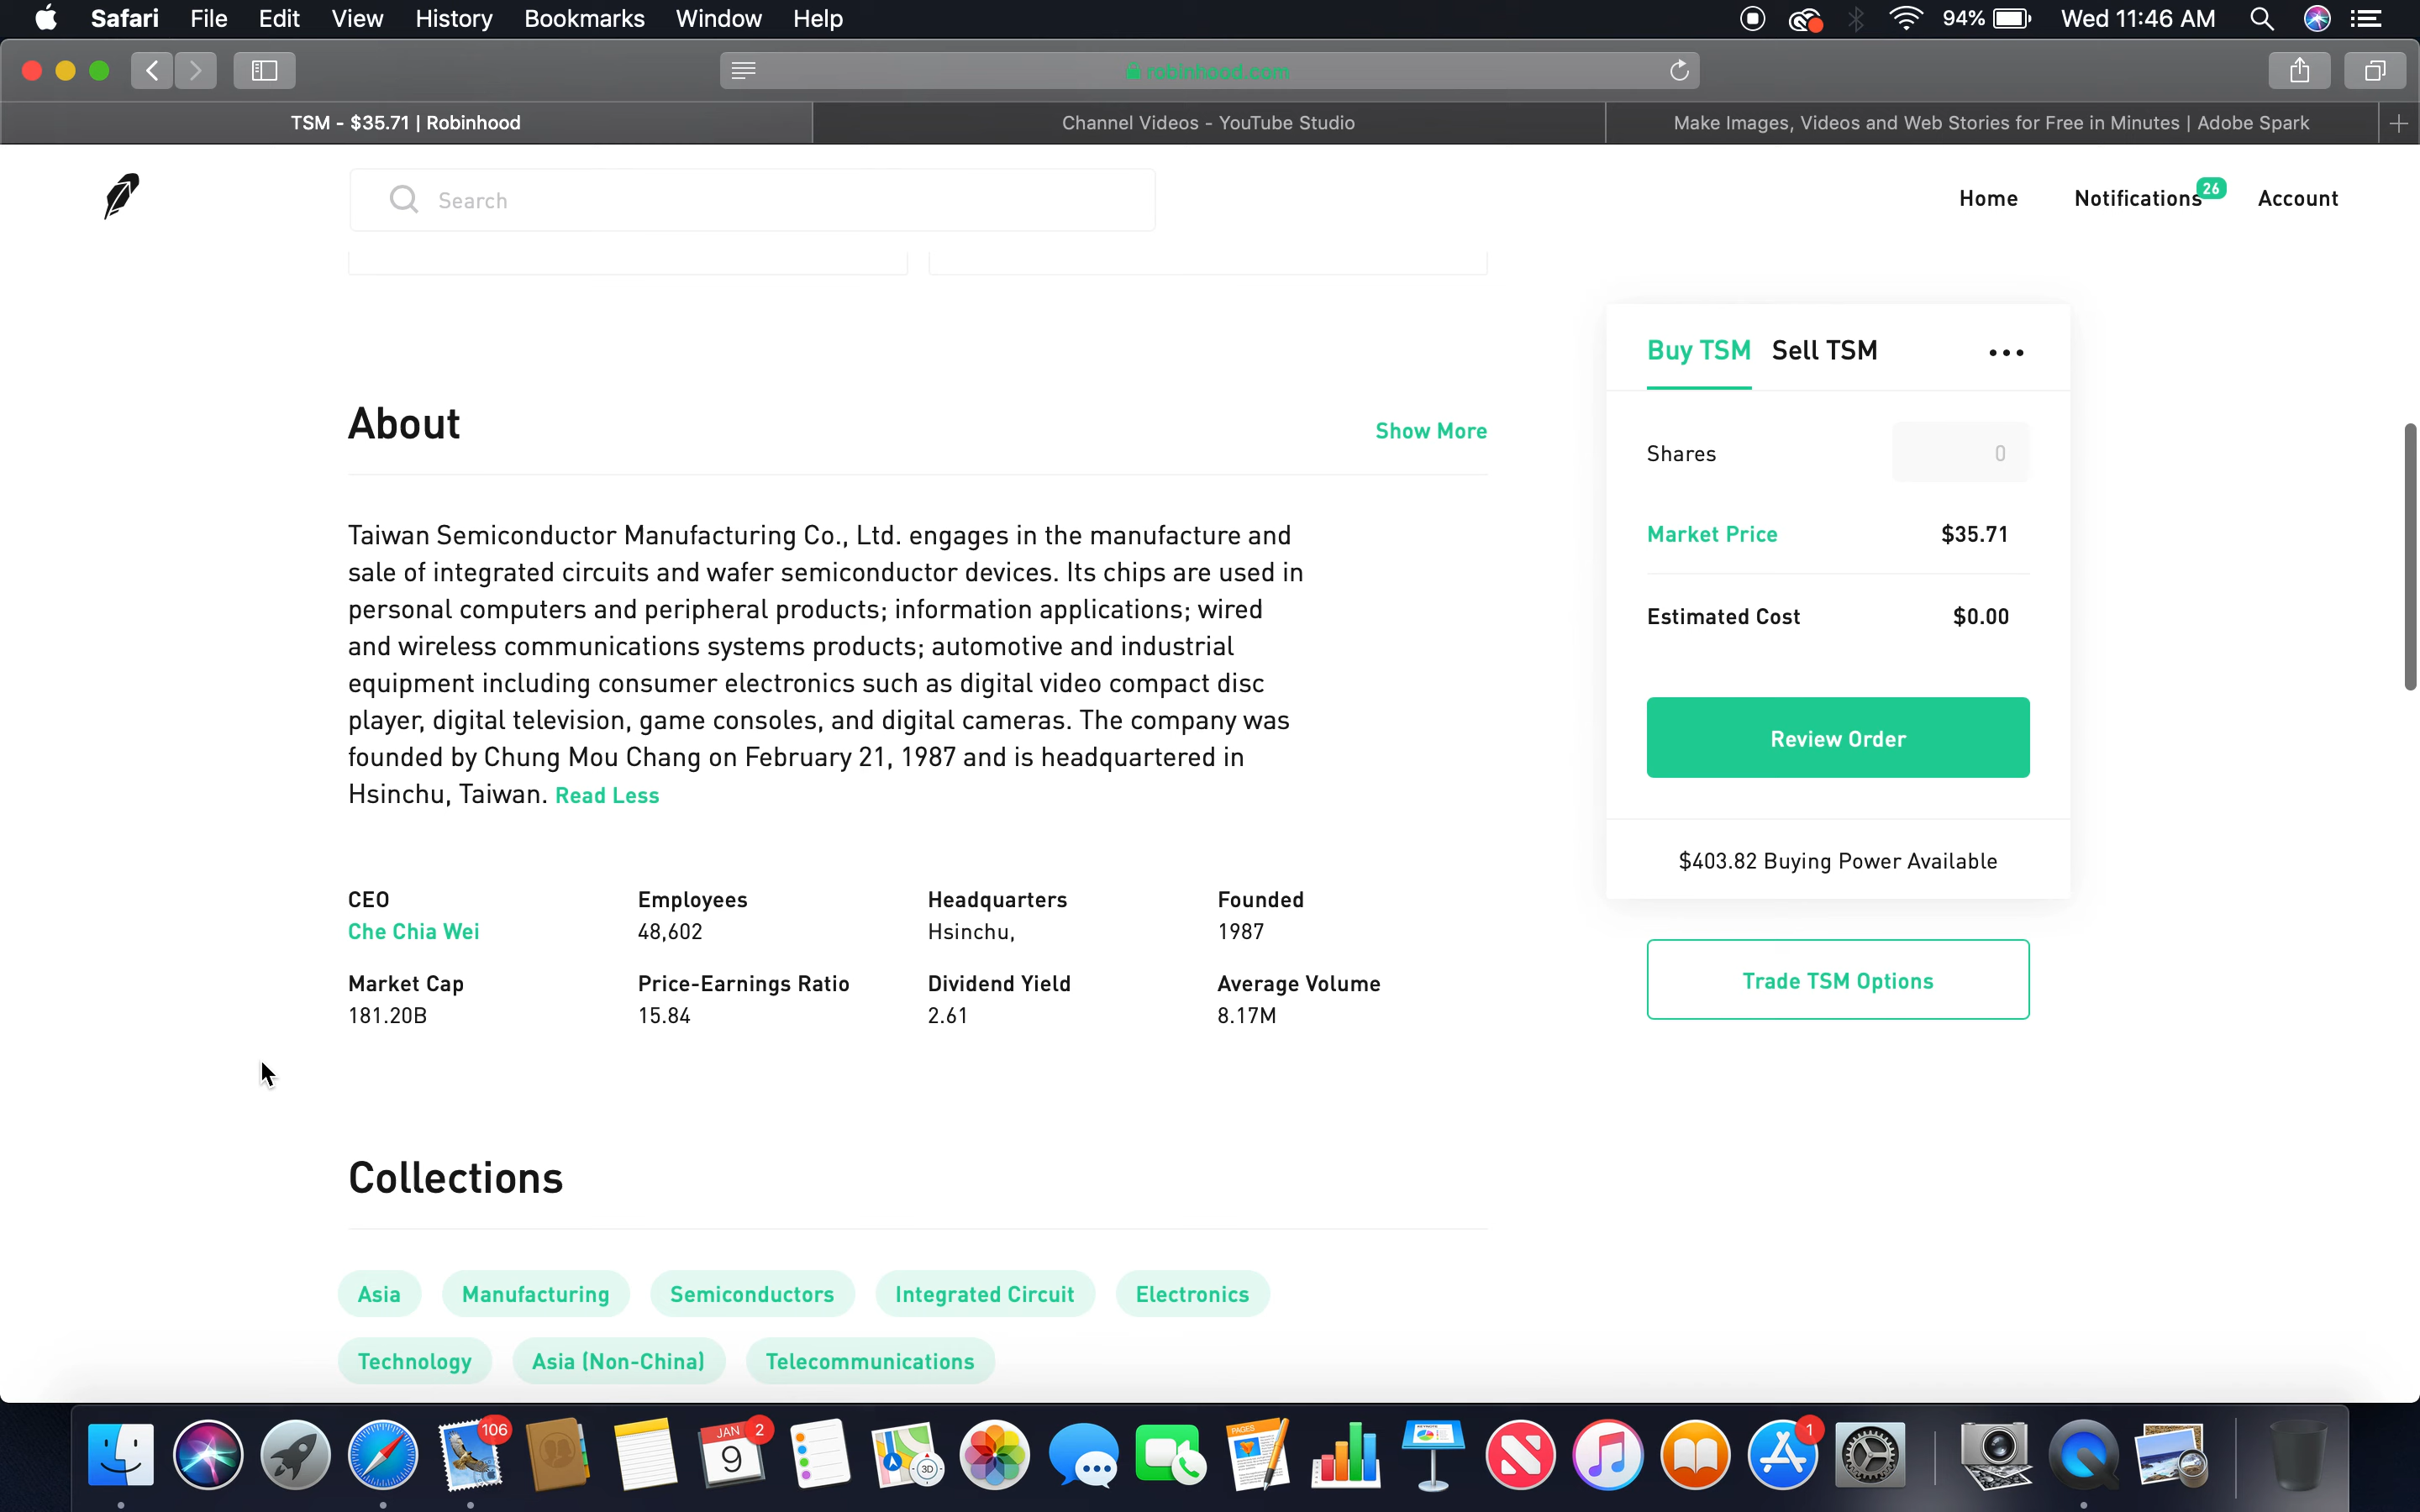 Safari File Edit View History Bookmarks Window Help 94% Wed 11:46 AM
robinhood.com
TSM - $35.71 | Robinhood
Channel Videos - YouTube Studio
Make Images, Videos and Web Stories for Free in Minutes | Adobe Spark
Search
Home Notifications 26 Account
About
Show More
Taiwan Semiconductor Manufacturing Co., Ltd. engages in the manufacture and
sale of integrated circuits and wafer semiconductor devices. Its chips are used in
personal computers and peripheral products; information applications; wired
and wireless communications systems products; automotive and industrial
equipment including consumer electronics such as digital video compact disc
player, digital television, game consoles, and digital cameras. The company was
founded by Chung Mou Chang on February 21, 1987 and is headquartered in
Hsinchu, Taiwan. Read Less
CEO Employees Headquarters Founded
Che Chia Wei 48,602 Hsinchu, 1987
Market Cap Price-Earnings Ratio Dividend Yield Average Volume
181.20B 15.84 2.61 8.17M
Collections
Asia Manufacturing Semiconductors Integrated Circuit Electronics
Technology Asia (Non-China) Telecommunications
Buy TSM Sell TSM
Shares 0
Market Price $35.71
Estimated Cost $0.00
Review Order
$403.82 Buying Power Available
Trade TSM Options
106
JAN 2
9
3D
PAGES
1